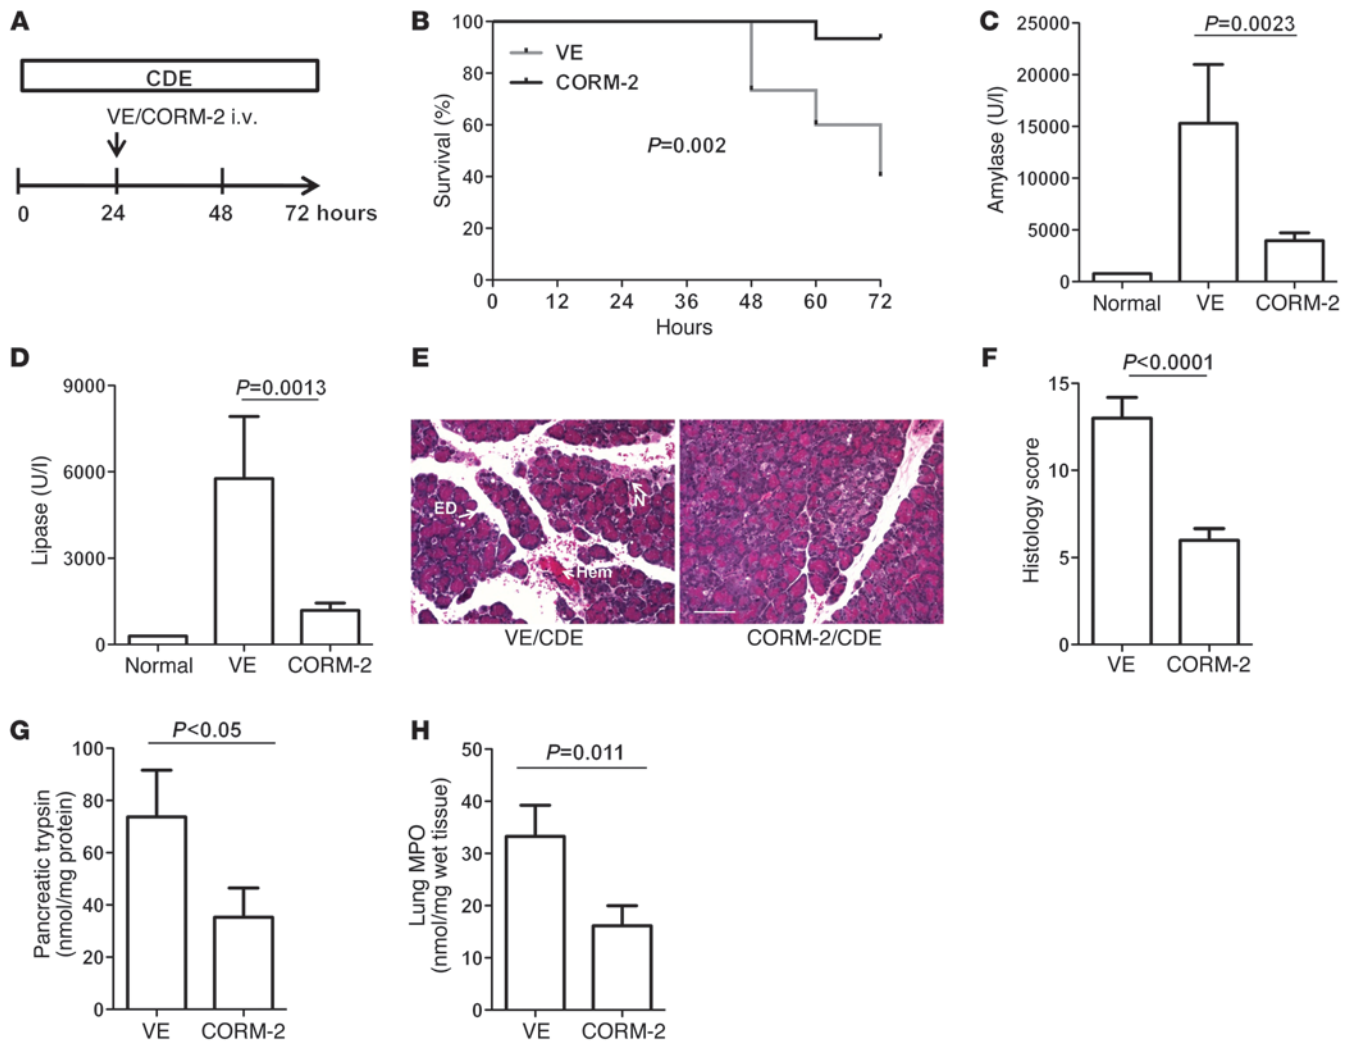 A
CDE
VE/CORM-2 i.v.
0 24 48 72 hours
B
100
80
60
40
20
0
Survival (%)
VE
CORM-2
P=0.002
0 12 24 36 48 60 72
Hours
C
25000
20000
15000
10000
5000
0
Amylase (U/l)
P=0.0023
Normal VE CORM-2
D
9000
6000
3000
0
Lipase (U/l)
P=0.0013
Normal VE CORM-2
E
ED
N
Hem
VE/CDE
CORM-2/CDE
F
15
10
5
0
Histology score
P<0.0001
VE CORM-2
G
100
80
60
40
20
0
Pancreatic trypsin
(nmol/mg protein)
P<0.05
VE CORM-2
H
50
40
30
20
10
0
Lung MPO
(nmol/mg wet tissue)
P=0.011
VE CORM-2